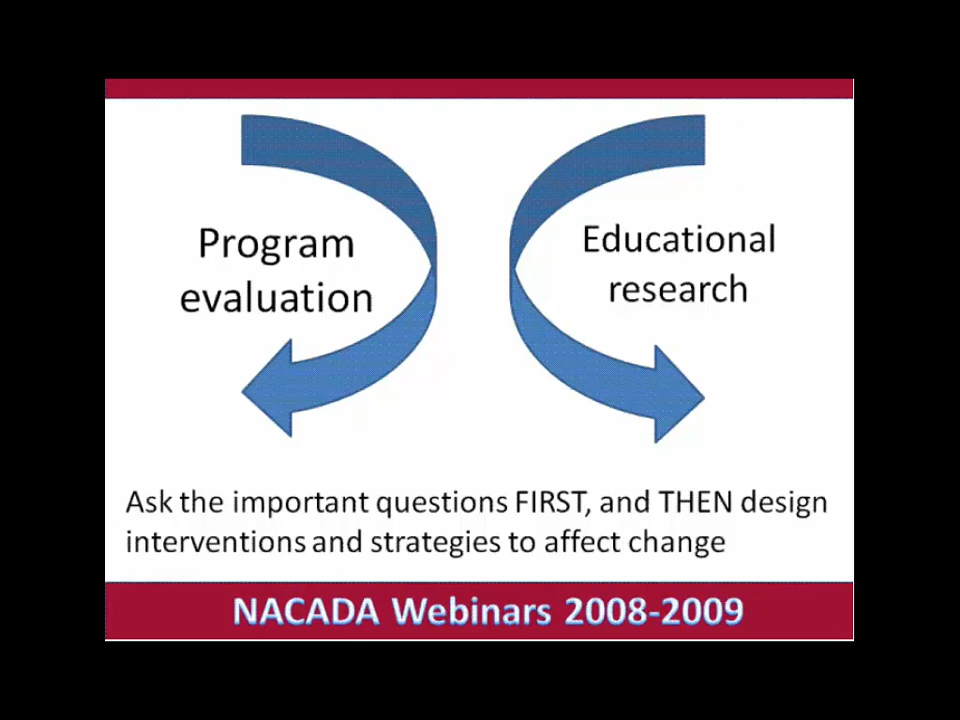 Program
evaluation
Educational
research
Ask the important questions FIRST, and THEN design
interventions and strategies to affect change
NACADA Webinars 2008-2009